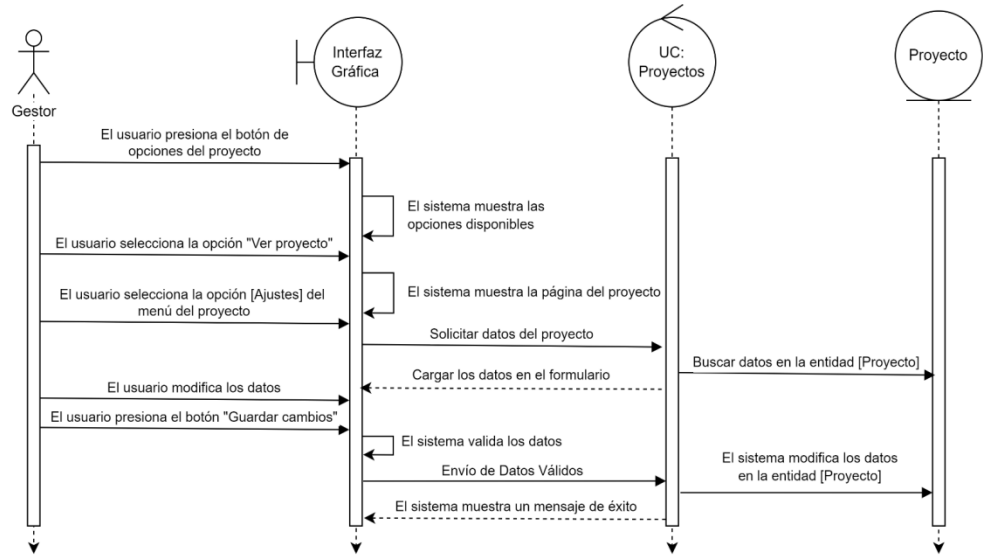 Interfaz
Gráfica
UC:
Proyectos
Proyecto
Gestor
El usuario presiona el botón de
opciones del proyecto
El sistema muestra las
opciones disponibles
El usuario selecciona la opción "Ver proyecto"
El sistema muestra la página del proyecto
El usuario selecciona la opción [Ajustes] del
menú del proyecto
Solicitar datos del proyecto
Buscar datos en la entidad [Proyecto]
Cargar los datos en el formulario
El usuario modifica los datos
El usuario presiona el botón "Guardar cambios"
El sistema valida los datos
Envío de Datos Válidos
El sistema modifica los datos
en la entidad [Proyecto]
El sistema muestra un mensaje de éxito